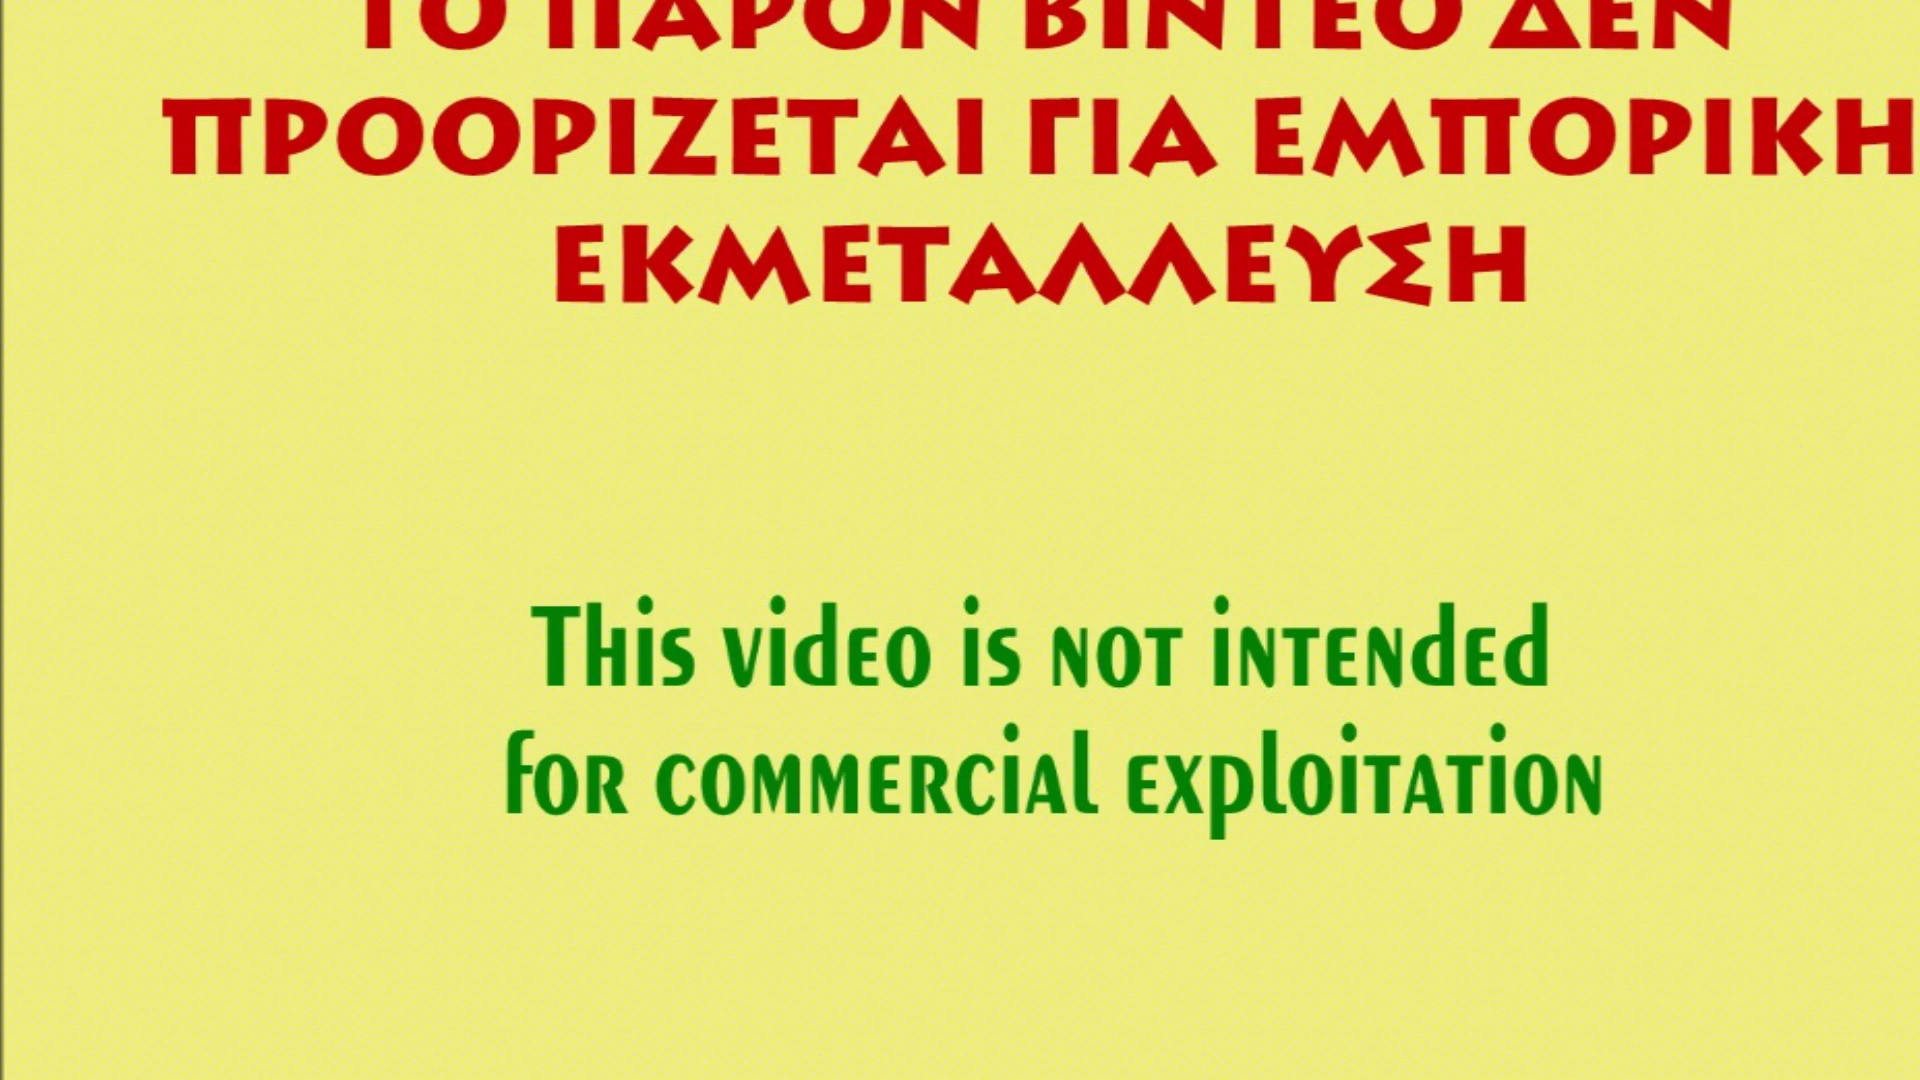 ΤΟ ΠΑΡΟΝ ΒΙΝΤΕΟ ΔΕΝ
ΠΡΟΟΡΙΖΕΤΑΙ ΓΙΑ ΕΜΠΟΡΙΚΗ
ΕΚΜΕΤΑΛΛΕΥΣΗ
This video is not intended
for commercial exploitation